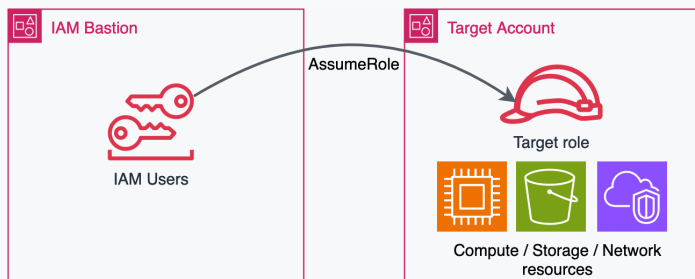 IAM Bastion
Target Account
AssumeRole
Target role
IAM Users
Compute / Storage / Network
resources